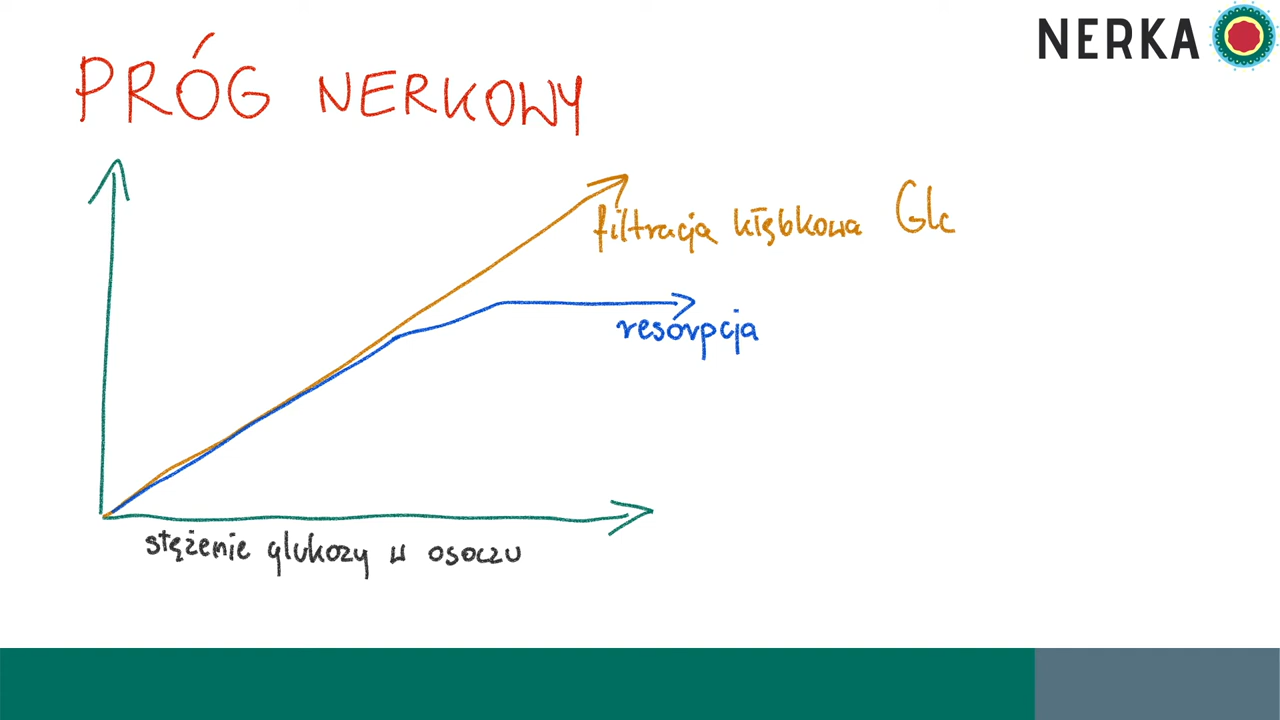 NERKA
PRÓG NERKOWY
filtracja kłębkowa Glc
resorpcja
stężenie glukozy w osoczu